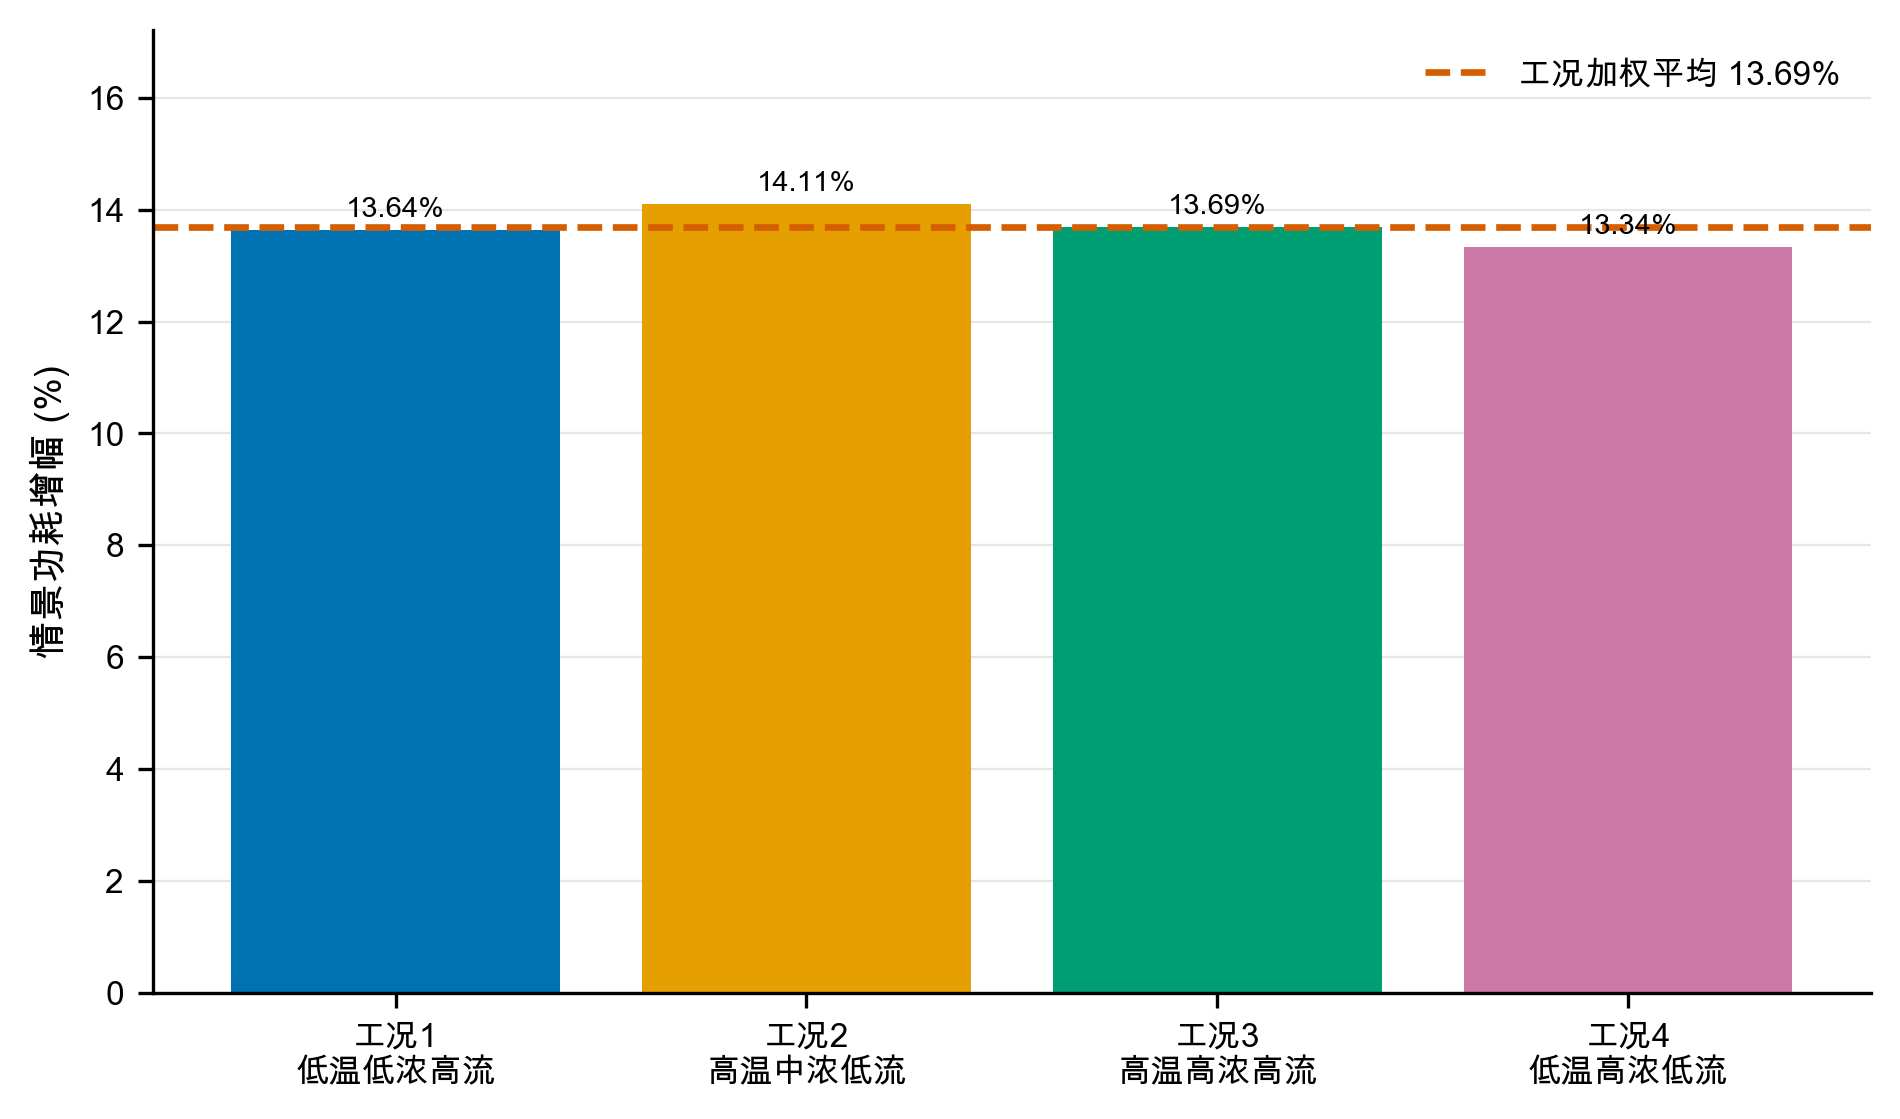 工况加权平均 13.69%
情景功耗增幅 (%)
16
14
12
10
8
6
4
2
0
13.64%
14.11%
13.69%
13.34%
工况1
低温低浓高流
工况2
高温中浓低流
工况3
高温高浓高流
工况4
低温高浓低流